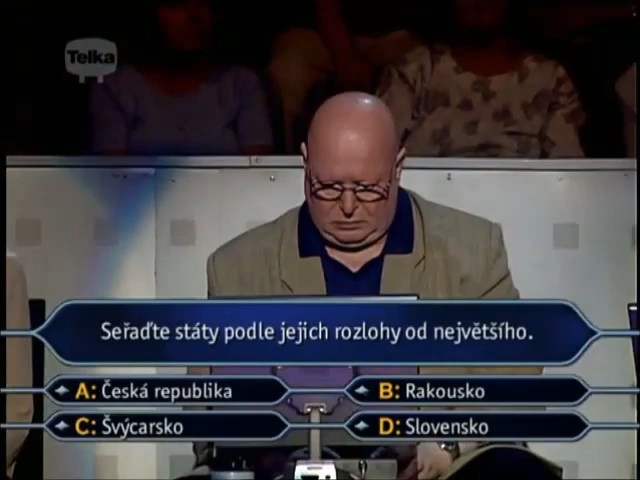 Telka
Seřaďte státy podle jejich rozlohy od největšího.
A: Česká republika
B: Rakousko
C: Švýcarsko
D: Slovensko